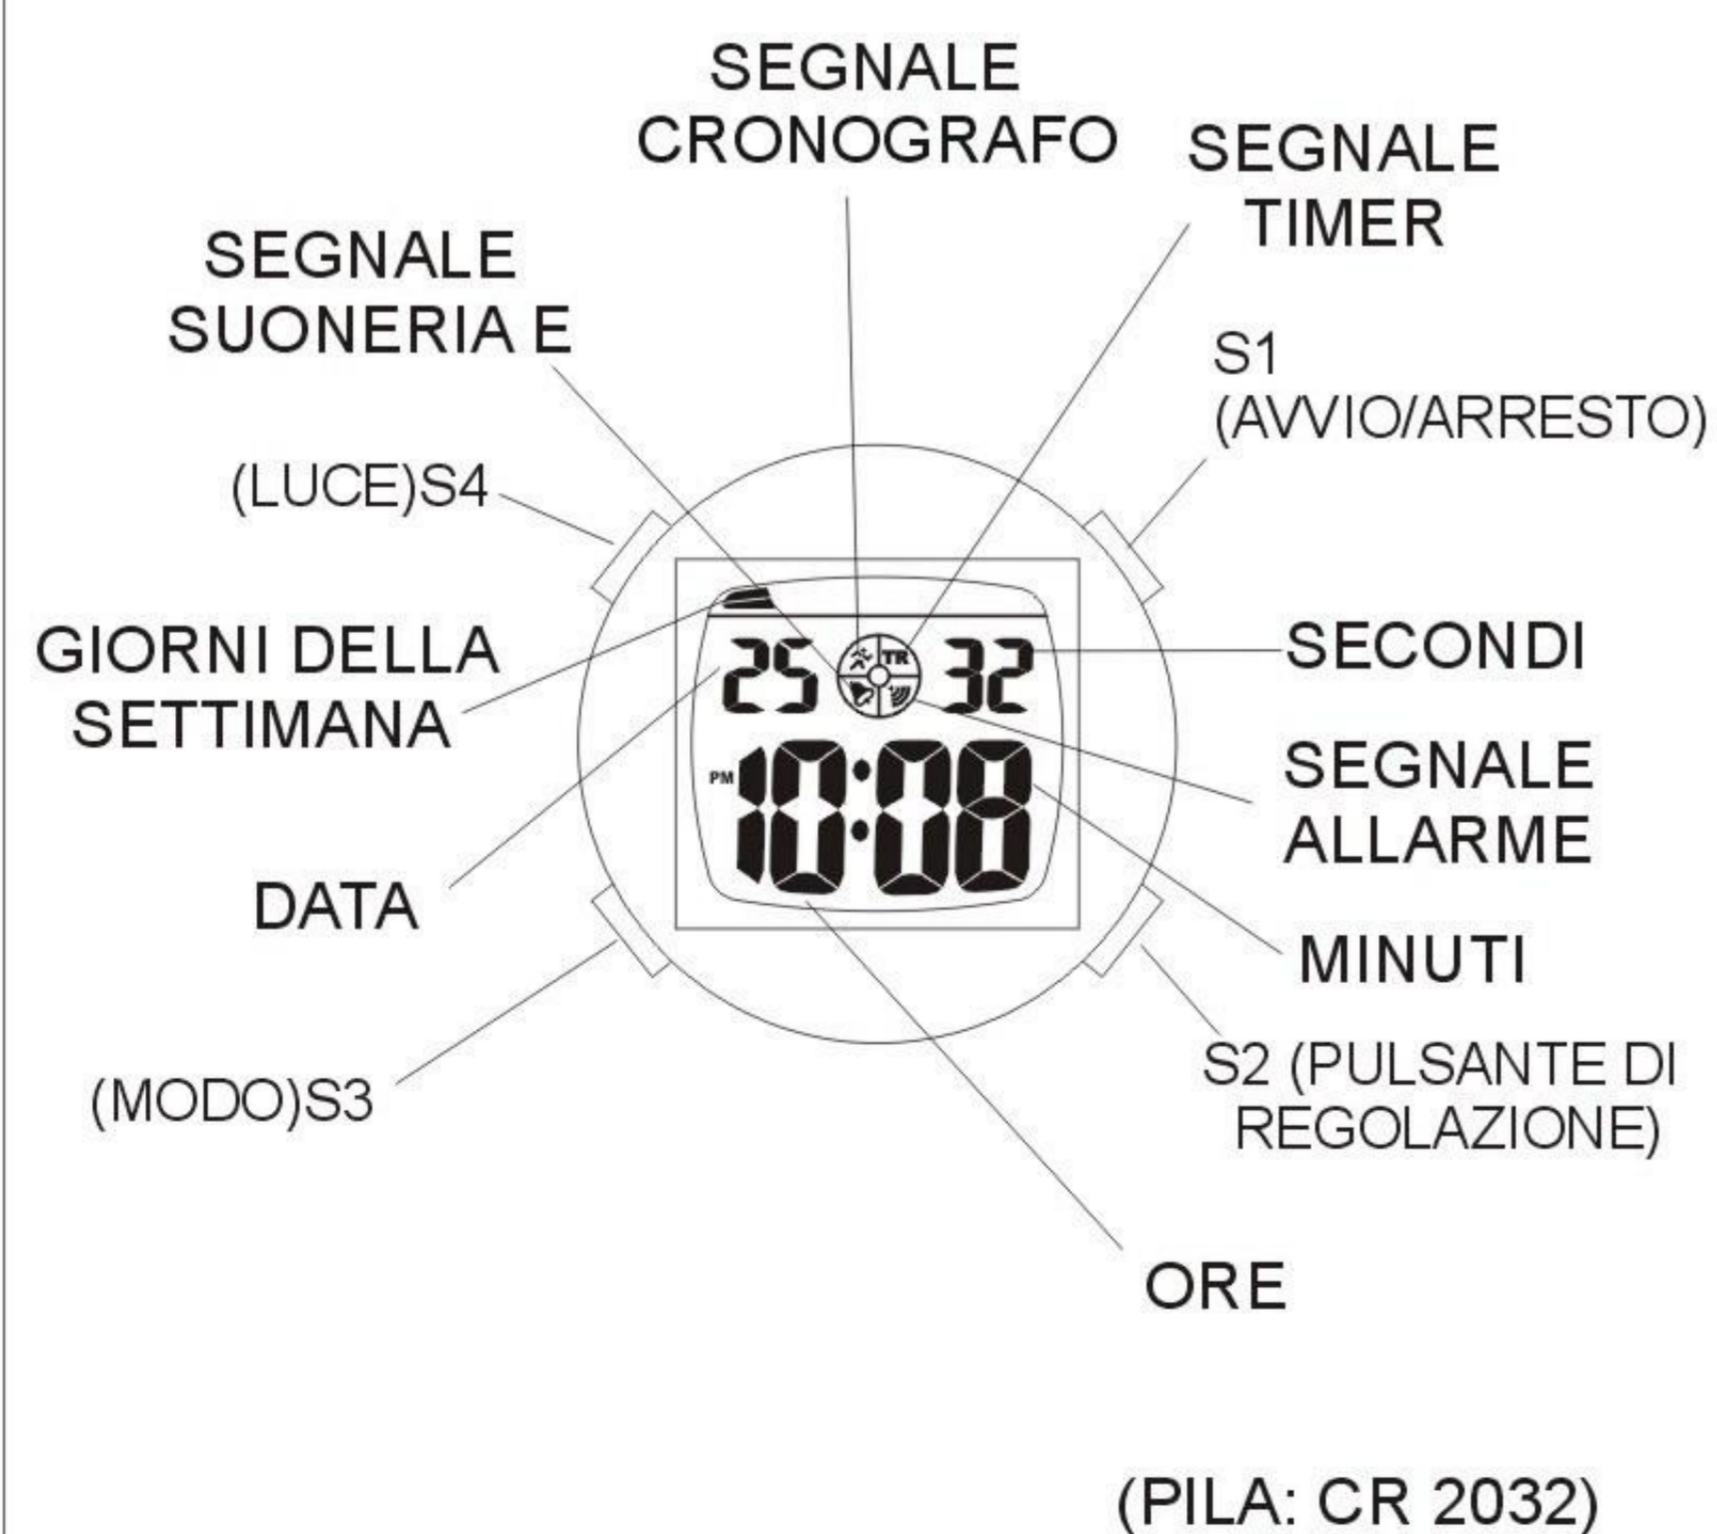 SEGNALE
CRONOGRAFO
SEGNALE
TIMER
SEGNALE
SUONERIA E
S1
(AVVIO/ARRESTO)
(LUCE)S4
GIORNI DELLA
SETTIMANA
25
TR
32
SECONDI
PM
10:08
SEGNALE
ALLARME
DATA
MINUTI
(MODO)S3
S2 (PULSANTE DI
REGOLAZIONE)
ORE
(PILA: CR 2032)